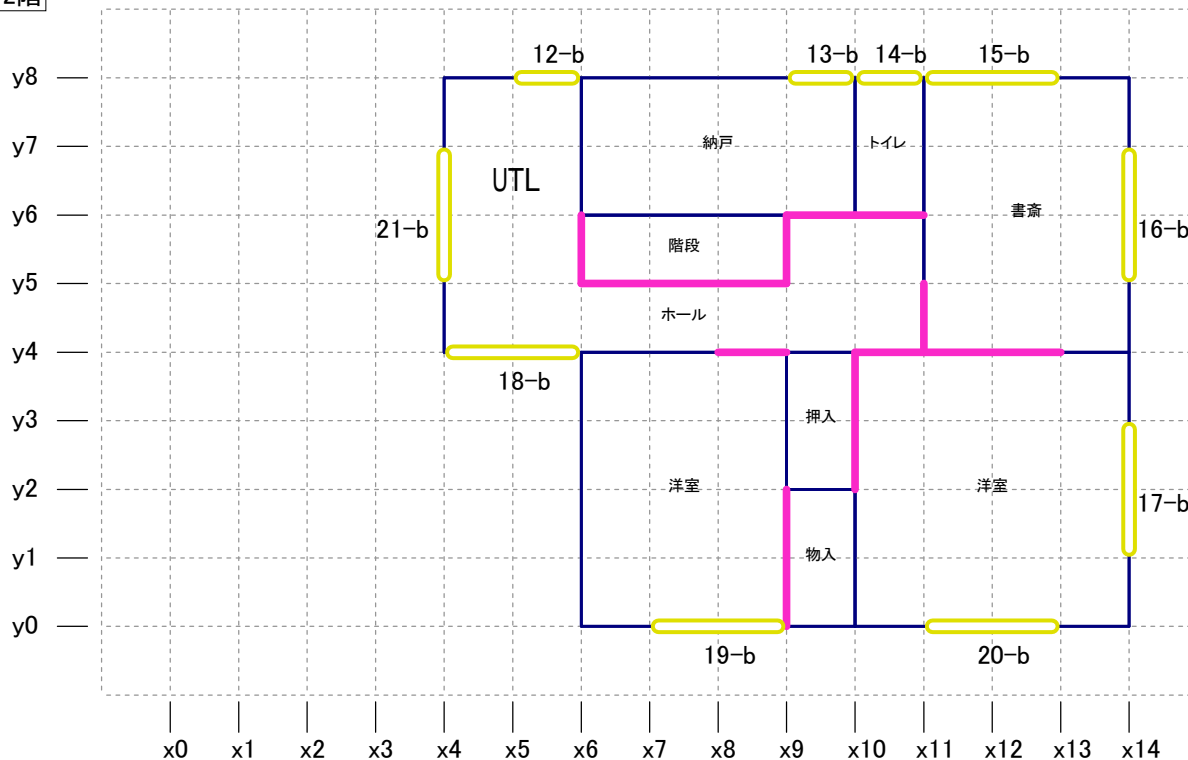 2階
12-b 13-b 14-b 15-b
y8
y7 納戸 トイレ
UTL
y6 書斎
21-b 16-b
階段
y5
ホール
y4
18-b
押入
y3
y2 洋室 洋室
17-b
物入
y1
y0
19-b 20-b
x0 x1 x2 x3 x4 x5 x6 x7 x8 x9 x10 x11 x12 x13 x14